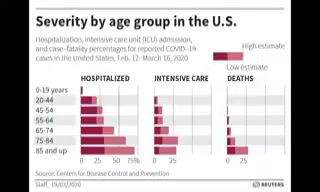 Severity by age group in the U.S.
Hospitalization, intensive care unit (ICU) admission,
and case-fatality percentages for reported COVID-19
cases in the United States, Feb. 12-March 16, 2020
High estimate
Low estimate
HOSPITALIZED INTENSIVE CARE DEATHS
0-19 years
20-44
45-54
55-64
65-74
75-84
85 and up
0 25 50 75% 0 25 0 25
Source: Centers for Disease Control and Prevention
Staff, 19/03/2020 REUTERS